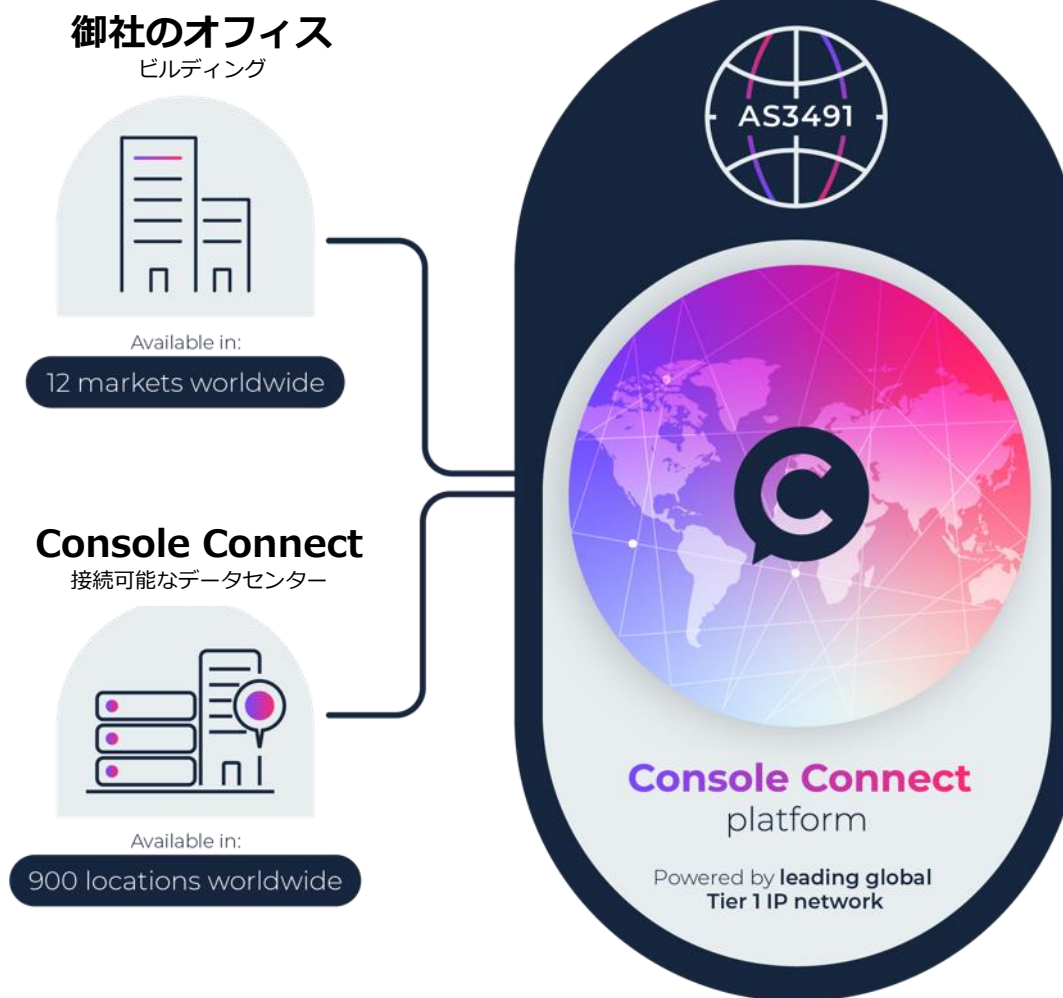 御社のオフィス
ビルディング
Available in:
12 markets worldwide
Console Connect
接続可能なデータセンター
Available in:
900 locations worldwide
AS3491
C
Console Connect
platform
Powered by leading global
Tier 1 IP network